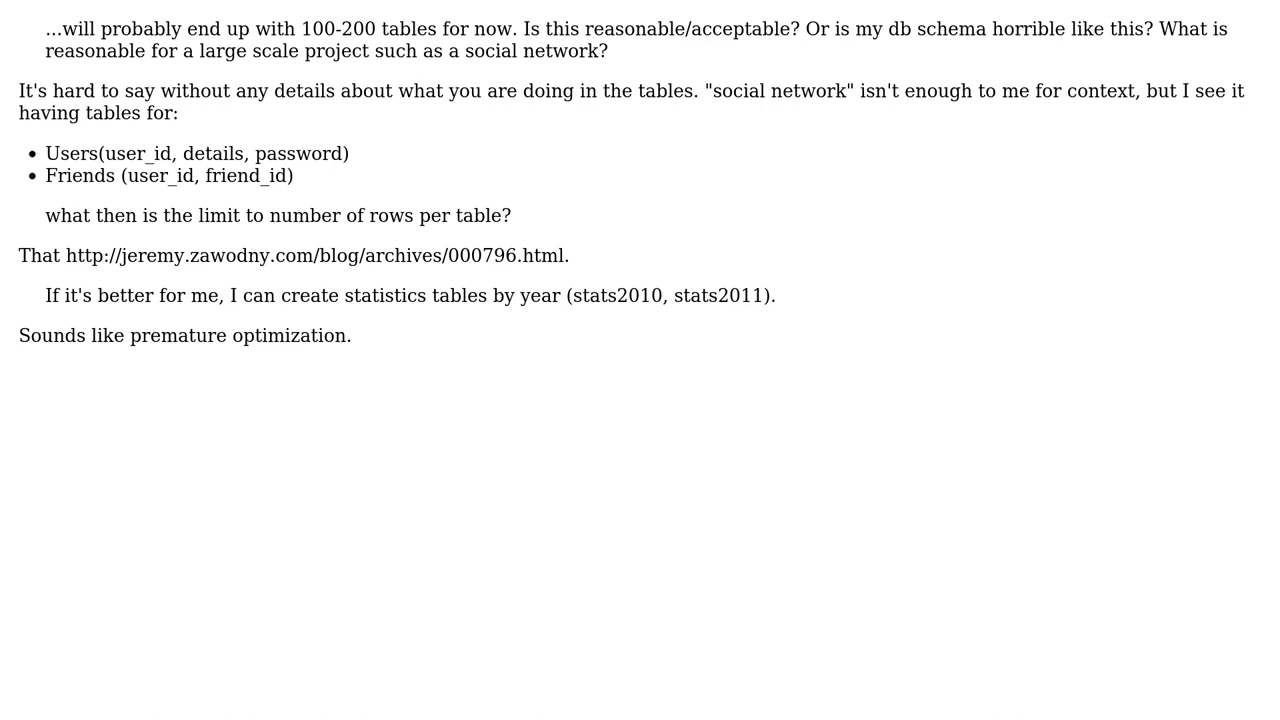 ...will probably end up with 100-200 tables for now. Is this reasonable/acceptable? Or is my db schema horrible like this? What is
reasonable for a large scale project such as a social network?
It's hard to say without any details about what you are doing in the tables. "social network" isn't enough to me for context, but I see it
having tables for:
• Users(user_id, details, password)
• Friends (user_id, friend_id)
what then is the limit to number of rows per table?
That http://jeremy.zawodny.com/blog/archives/000796.html.
If it's better for me, I can create statistics tables by year (stats2010, stats2011).
Sounds like premature optimization.